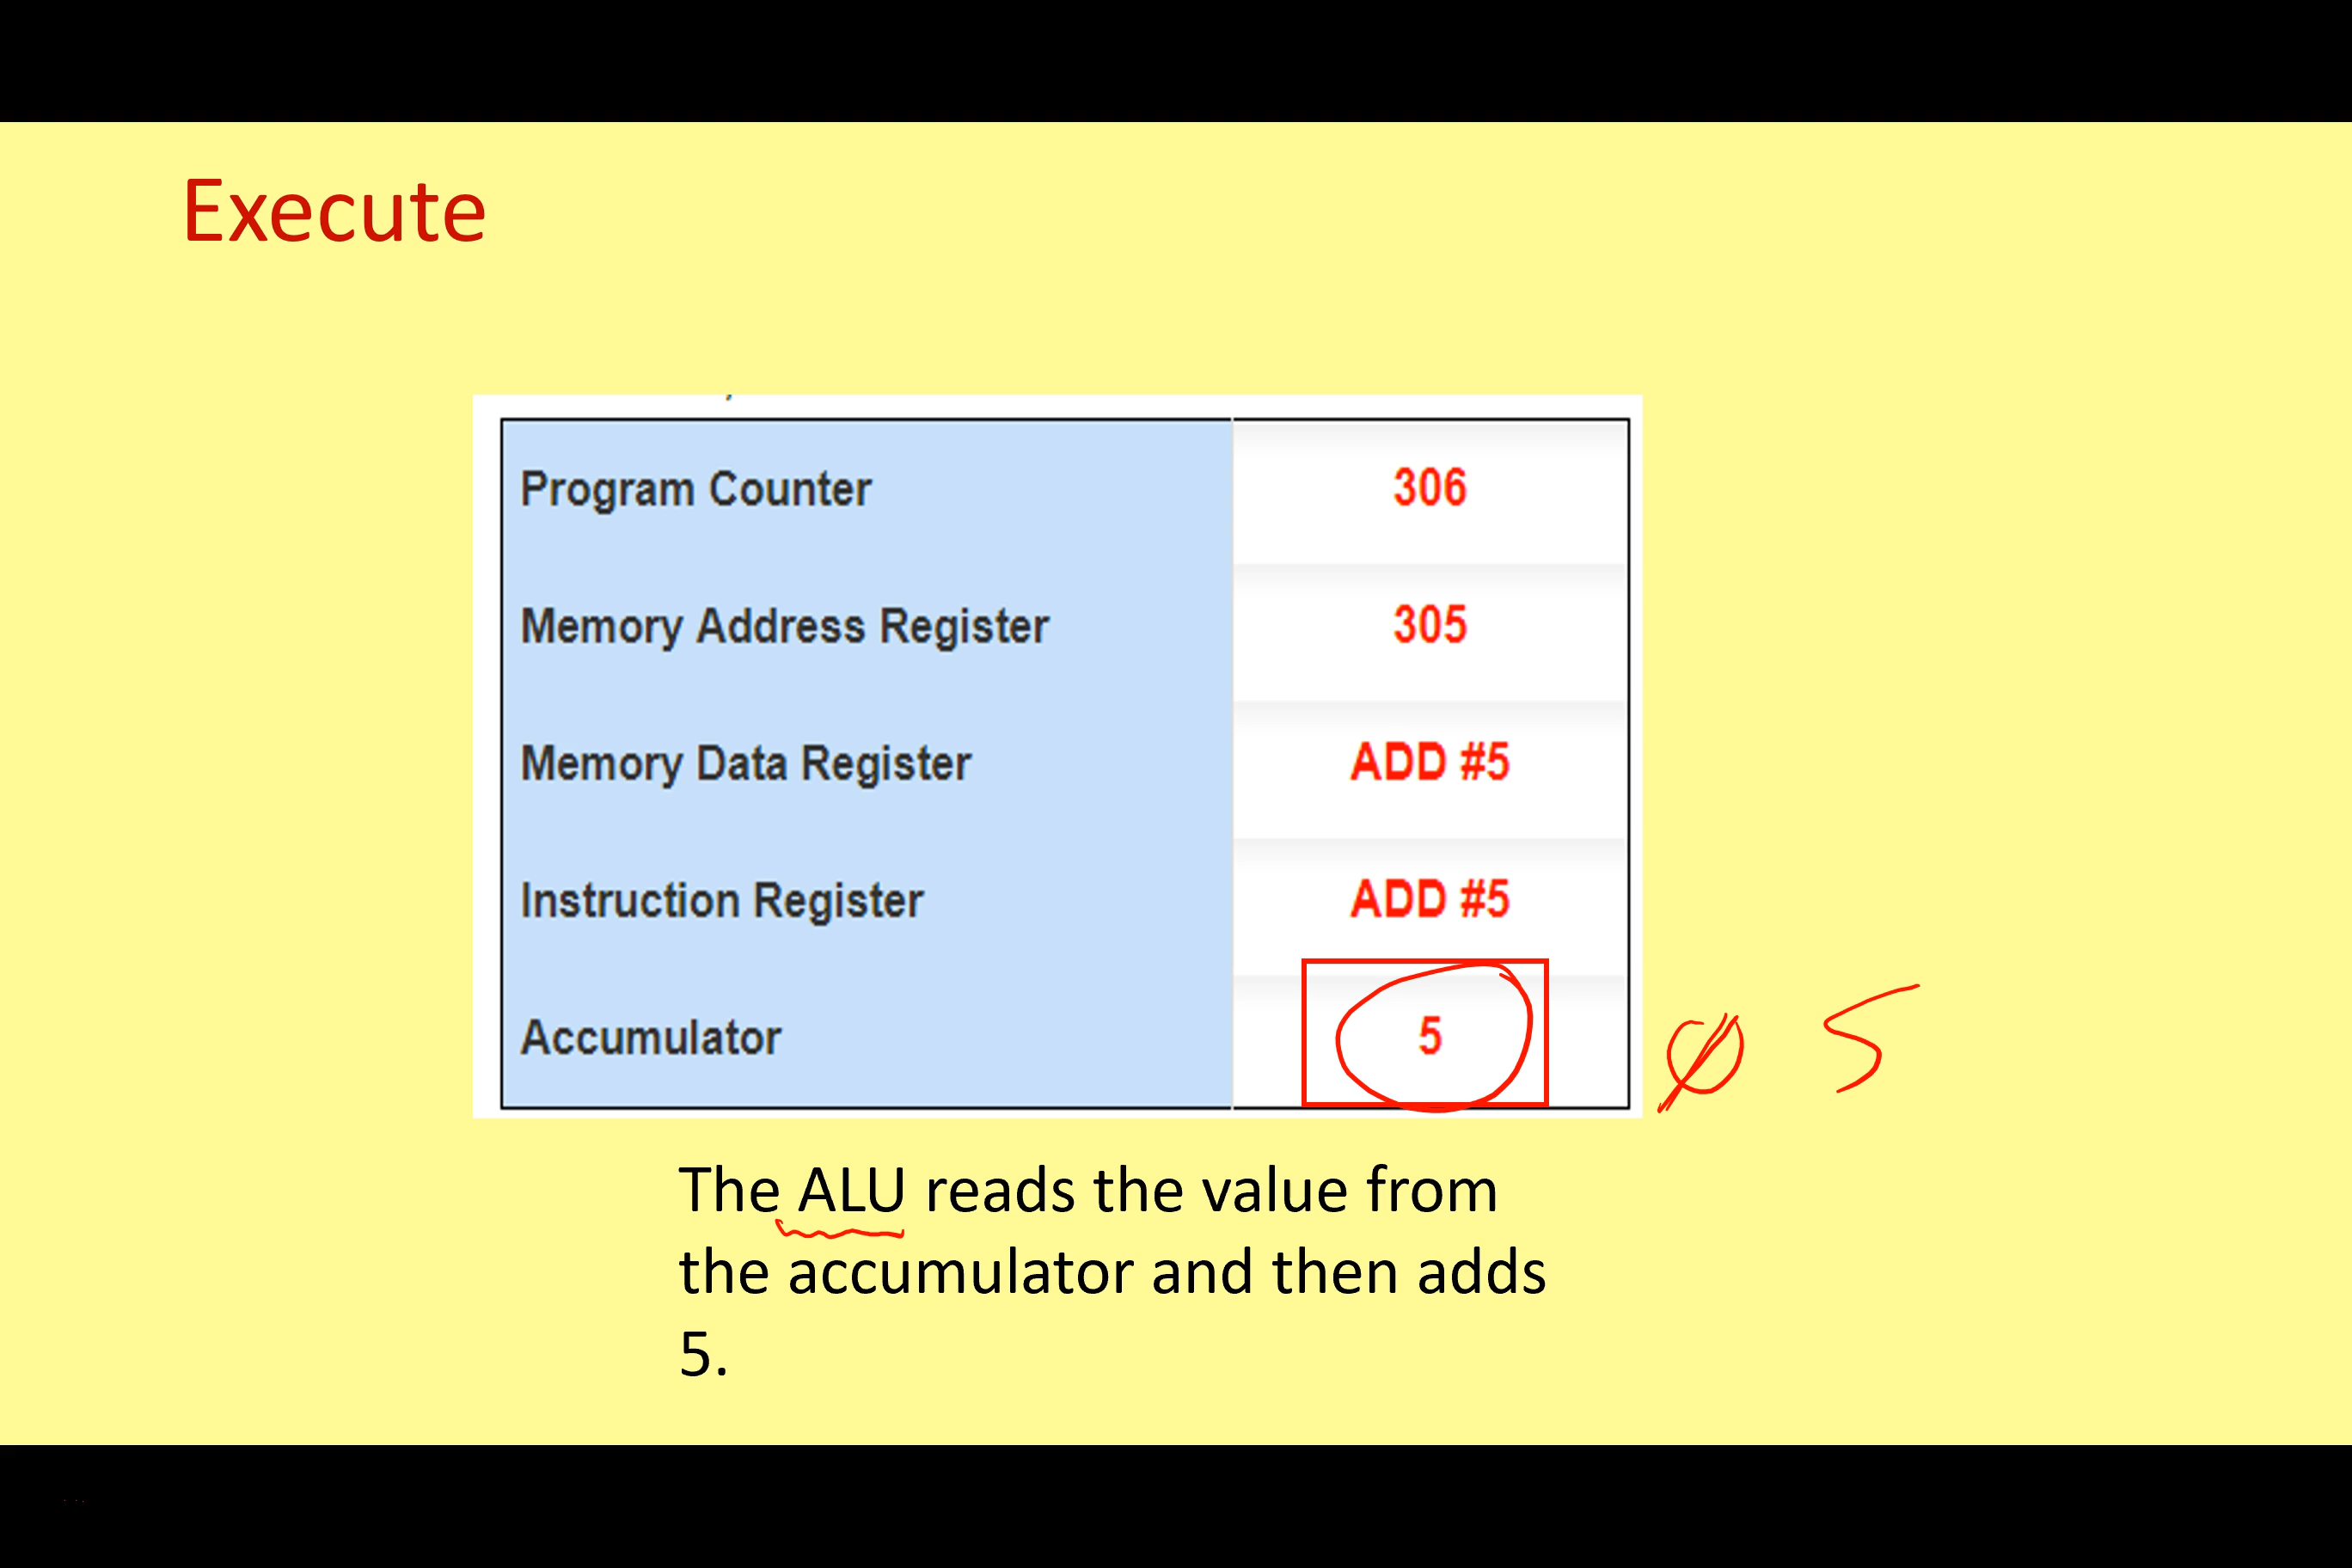 Execute
Program Counter 306
Memory Address Register 305
Memory Data Register ADD #5
Instruction Register ADD #5
Accumulator 5 0 5
The ALU reads the value from
the accumulator and then adds
5.